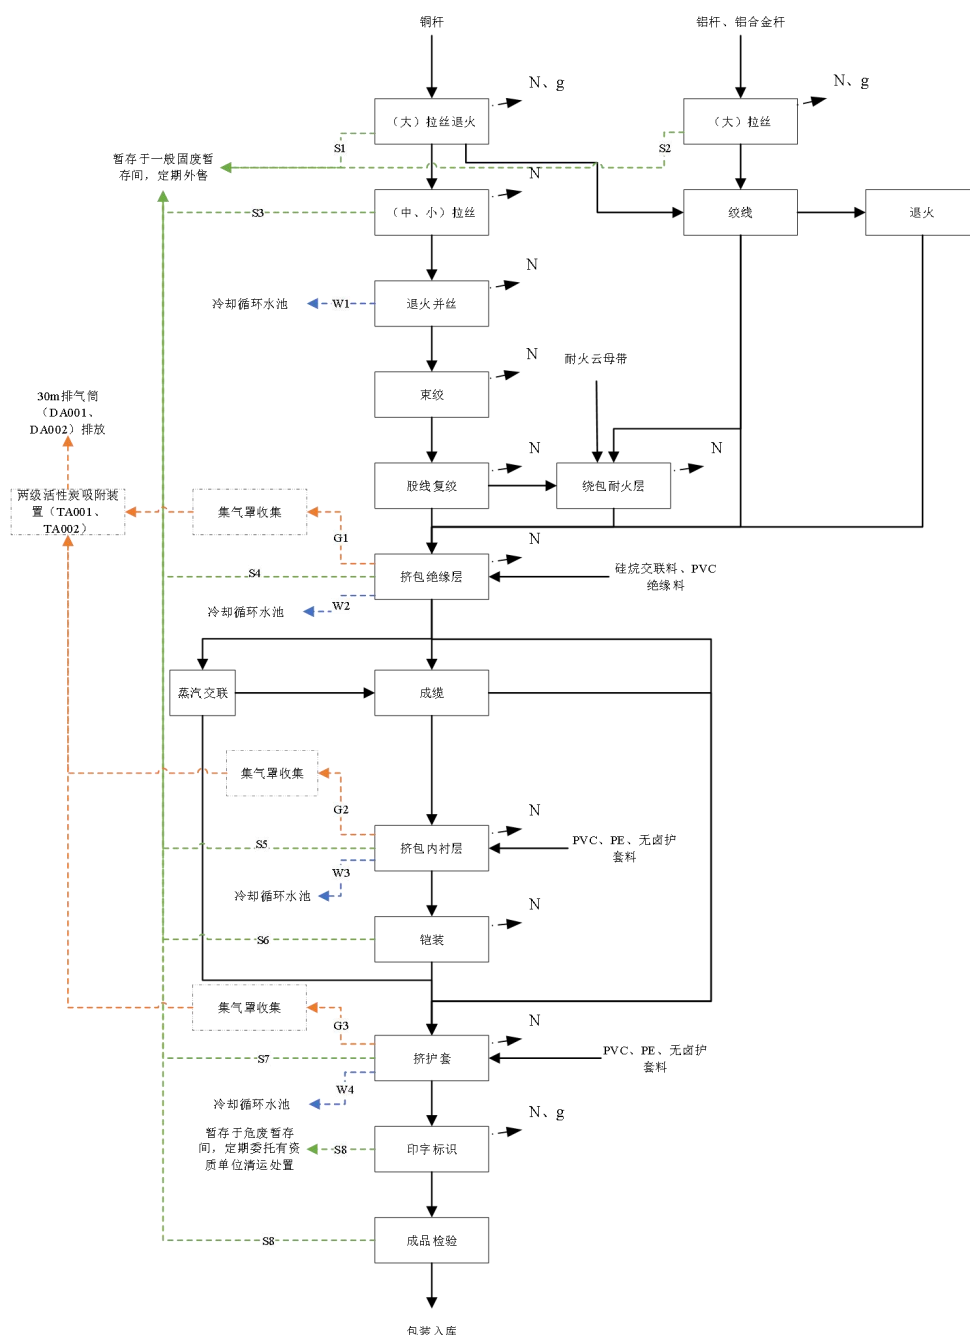 铜杆
铝杆、铝合金杆
N、g
N、g
（大）拉丝退火
（大）拉丝
S1
S2
暂存于一般固废暂
存间，定期外售
N
S3
（中、小）拉丝
绞线
退火
N
冷却循环水池
W1
退火并丝
N
耐火云母带
束绞
30m排气筒
（DA001、
DA002）排放
N
N
股线复绞
绕包耐火层
两级活性炭吸附装
置（TA001、
TA002）
集气罩收集
G1
N
S4
挤包绝缘层
硅烷交联料、PVC
绝缘料
冷却循环水池
W2
蒸汽交联
成缆
集气罩收集
G2
N
S5
挤包内衬层
PVC、PE、无卤护
套料
W3
冷却循环水池
N
S6
铠装
集气罩收集
G3
N
S7
挤护套
PVC、PE、无卤护
套料
W4
冷却循环水池
N、g
暂存于危废暂存
间，定期委托有资
质单位清运处置
S8
印字标识
S8
成品检验
包装入库